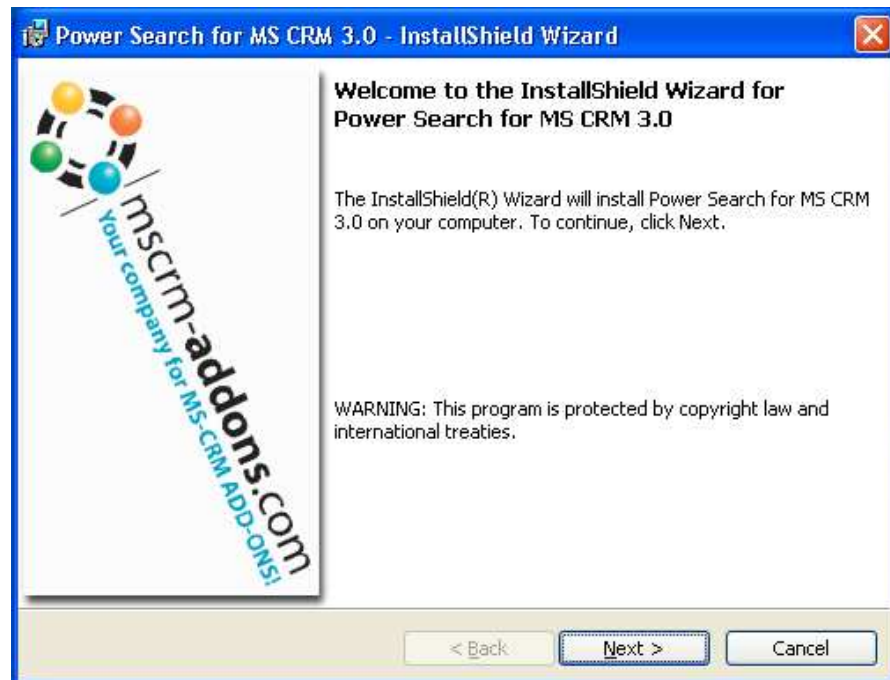 Power Search for MS CRM 3.0 - InstallShield Wizard
Welcome to the InstallShield Wizard for
Power Search for MS CRM 3.0
The InstallShield(R) Wizard will install Power Search for MS CRM
3.0 on your computer. To continue, click Next.
mscrm-addons.com
Your company for MS-CRM ADD-ONS!
WARNING: This program is protected by copyright law and
international treaties.
< Back
Next >
Cancel